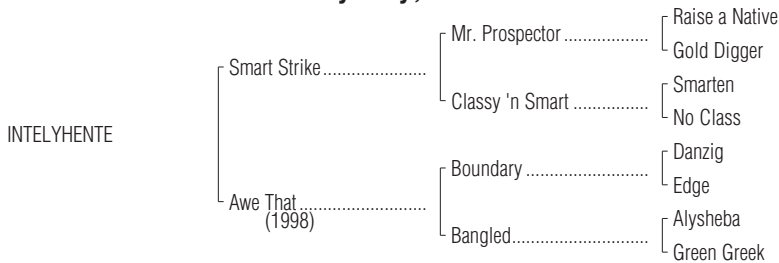 Mr. Prospector ................. Raise a Native
Gold Digger
Smart Strike .....................
Classy 'n Smart ............... Smarten
No Class
INTELYHENTE
Boundary ........................ Danzig
Edge
Awe That .........................
(1998)
Bangled........................... Alysheba
Green Greek